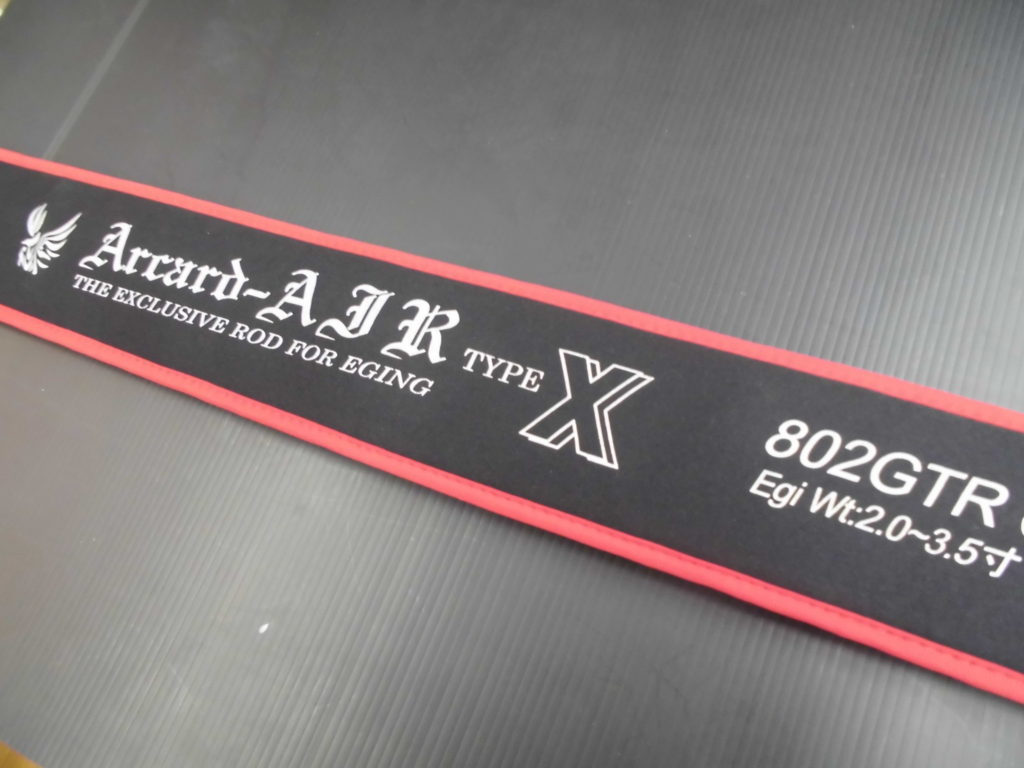 Arcard-AIR TYPE X
THE EXCLUSIVE ROD FOR EGING
802GTR
Egi Wt:2.0~3.5寸